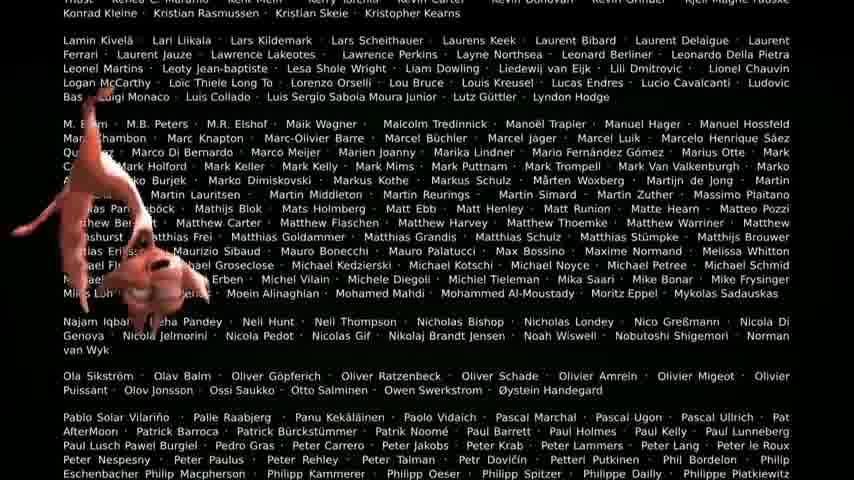 Konrad Kleine · Kristian Rasmussen · Kristian Skeie · Kristopher Kearns
Lamin Kivelä · Lari Liikala · Lars Kildemark · Lars Scheithauer · Laurens Keek · Laurent Bibard · Laurent Delaigue · Laurent
Ferrari · Laurent Jauze · Lawrence Lakeotes · Lawrence Perkins · Layne Northsea · Leonard Berliner · Leonardo Della Pietra
Leonel Martins · Leoty Jean-baptiste · Lesa Shole Wright · Liam Dowling · Liedewij van Eijk · Lili Dmitrovic · Lionel Chauvin
Logan McCarthy · Loïc Thiele Long To · Lorenzo Orselli · Lou Bruce · Louis Kreusel · Lucas Endres · Lucio Cavalcanti · Ludovic
Luigi Monaco · Luis Collado · Luis Sergio Saboia Moura Junior · Lutz Güttler · Lyndon Hodge
M. · M.B. Peters · M.R. Elshof · Maik Wagner · Malcolm Tredinnick · Manoël Trapier · Manuel Hager · Manuel Hossfeld
Chambon · Marc Knapton · Marc-Olivier Barre · Marcel Büchler · Marcel Jäger · Marcel Luik · Marcelo Henrique Sáez
Marco Di Bernardo · Marco Meijer · Marien Joanny · Marika Lindner · Mario Fernández Gómez · Marius Otte · Mark
Mark Holford · Mark Keller · Mark Kelly · Mark Mims · Mark Puttnam · Mark Trompell · Mark Van Valkenburgh · Marko
Burjek · Marko Dimiskovski · Markus Kothe · Markus Schulz · Mårten Woxberg · Martijn de Jong · Martin
Martin Lauritsen · Martin Middleton · Martin Reurings · Martin Simard · Martin Zuther · Massimo Plaitano
Mathijs Blok · Mats Holmberg · Matt Ebb · Matt Henley · Matt Runion · Matte Hearn · Matteo Pozzi
Matthew Carter · Matthew Flaschen · Matthew Harvey · Matthew Thoemke · Matthew Warriner · Matthew
Matthias Frei · Matthias Goldammer · Matthias Grandis · Matthias Schulz · Matthias Stümpke · Matthijs Brouwer
Maurizio Sibaud · Mauro Bonecchi · Mauro Palatucci · Max Bossino · Maxime Normand · Melissa Whitton
Groseclose · Michael Kedzierski · Michael Kotschi · Michael Noyce · Michael Petree · Michael Schmid
Erben · Michel Vilain · Michele Diegoli · Michiel Tieleman · Mika Saari · Mike Bonar · Mike Frysinger
Moein Alinaghian · Mohamed Mahdi · Mohammed Al-Moustady · Moritz Eppel · Mykolas Sadauskas
Najam Iqbal · Neha Pandey · Neil Hunt · Neil Thompson · Nicholas Bishop · Nicholas Londey · Nico Greßmann · Nicola Di
Genova · Nicola Jelmorini · Nicola Pedot · Nicolas Gif · Nikolaj Brandt Jensen · Noah Wiswell · Nobutoshi Shigemori · Norman
van Wyk
Ola Sikström · Olav Balm · Oliver Göpferich · Oliver Ratzenbeck · Oliver Schade · Olivier Amrein · Olivier Migeot · Olivier
Puissant · Olov Jonsson · Ossi Saukko · Otto Salminen · Owen Swerkstrom · Øystein Handegard
Pablo Solar Vilariño · Palle Raabjerg · Panu Kekäläinen · Paolo Vidaich · Pascal Marchal · Pascal Ugon · Pascal Ullrich · Pat
AfterMoon · Patrick Barroca · Patrick Bürckstümmer · Patrik Noomé · Paul Barrett · Paul Holmes · Paul Kelly · Paul Lunneberg
Paul Lusch Pawel Burgiel · Pedro Gras · Peter Carrero · Peter Jakobs · Peter Krab · Peter Lammers · Peter Lang · Peter le Roux
Peter Nespesny · Peter Paulus · Peter Rehley · Peter Talman · Petr Dovičín · Petteri Putkinen · Phil Bordelon · Philip
Eschenbacher Philip Macpherson · Philipp Kammerer · Philipp Oeser · Philipp Spitzer · Philippe Dailly · Philippe Platkiewitz